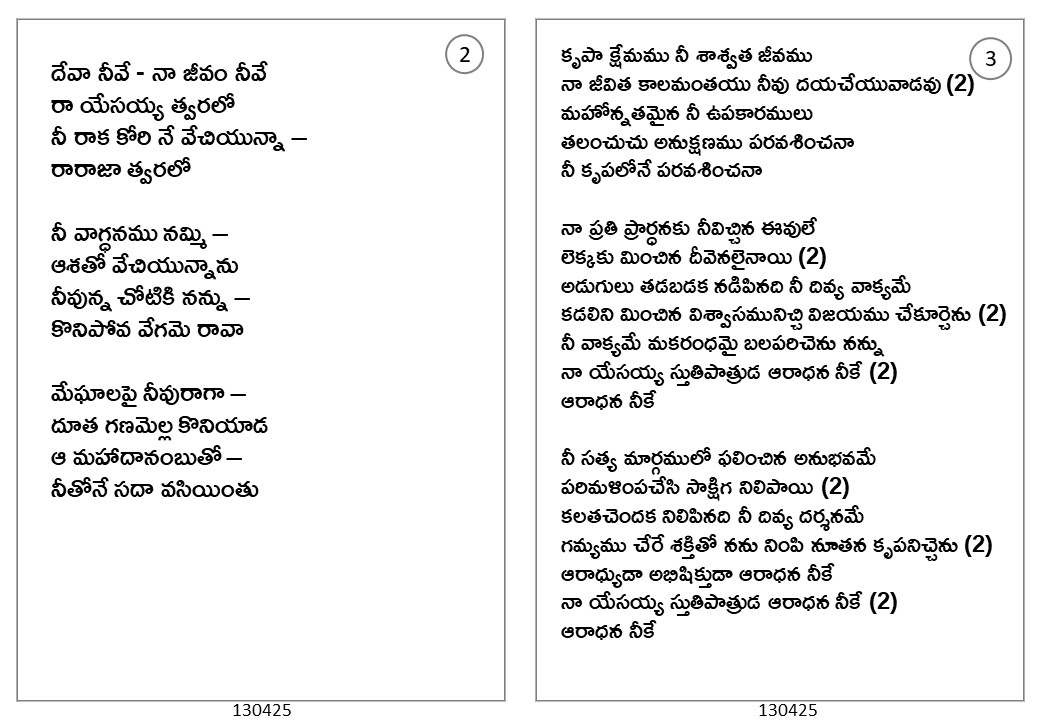 2
దేవా నీవే - నా జీవం నీవే
రా యేసయ్య త్వరలో
నీ రాక కోరి నే వేచియున్నా –
రారాజా త్వరలో
నీ వాగ్ధనము నమ్మి –
ఆశతో వేచియున్నాను
నీవున్న చోటికి నన్ను –
కొనిపోవ వేగమె రావా
మేఘాలపై నీవురాగా –
దూత గణమెల్ల కొనియాడ
ఆ మహాదానంబుతో –
నీతోనే సదా వసియింతు
130425
3
కృపా క్షేమము నీ శాశ్వత జీవము
నా జీవిత కాలమంతయు నీవు దయచేయువాడవు (2)
మహోన్నతమైన నీ ఉపకారములు
తలంచుచు అనుక్షణము పరవశించనా
నీ కృపలోనే పరవశించనా
నా ప్రతి ప్రార్ధనకు నీవిచ్చిన ఈవులే
లెక్కకు మించిన దీవెనలైనాయి (2)
అడుగులు తడబడక నడిపినది నీ దివ్య వాక్యమే
కడలిని మించిన విశ్వాసమునిచ్చి విజయము చేకూర్చెను (2)
నీ వాక్యమే మకరంధమై బలపరిచెను నన్ను
నా యేసయ్య స్తుతిపాత్రుడ ఆరాధన నీకే (2)
ఆరాధన నీకే
నీ సత్య మార్గములో ఫలించిన అనుభవమే
పరిమళింపచేసి సాక్షిగ నిలిపాయి (2)
కలతచెందక నిలిపినది నీ దివ్య దర్శనమే
గమ్యము చేరే శక్తితో నను నింపి నూతన కృపనిచ్చెను (2)
ఆరాధ్యుడా అభిషిక్తుడా ఆరాధన నీకే
నా యేసయ్య స్తుతిపాత్రుడ ఆరాధన నీకే (2)
ఆరాధన నీకే
130425